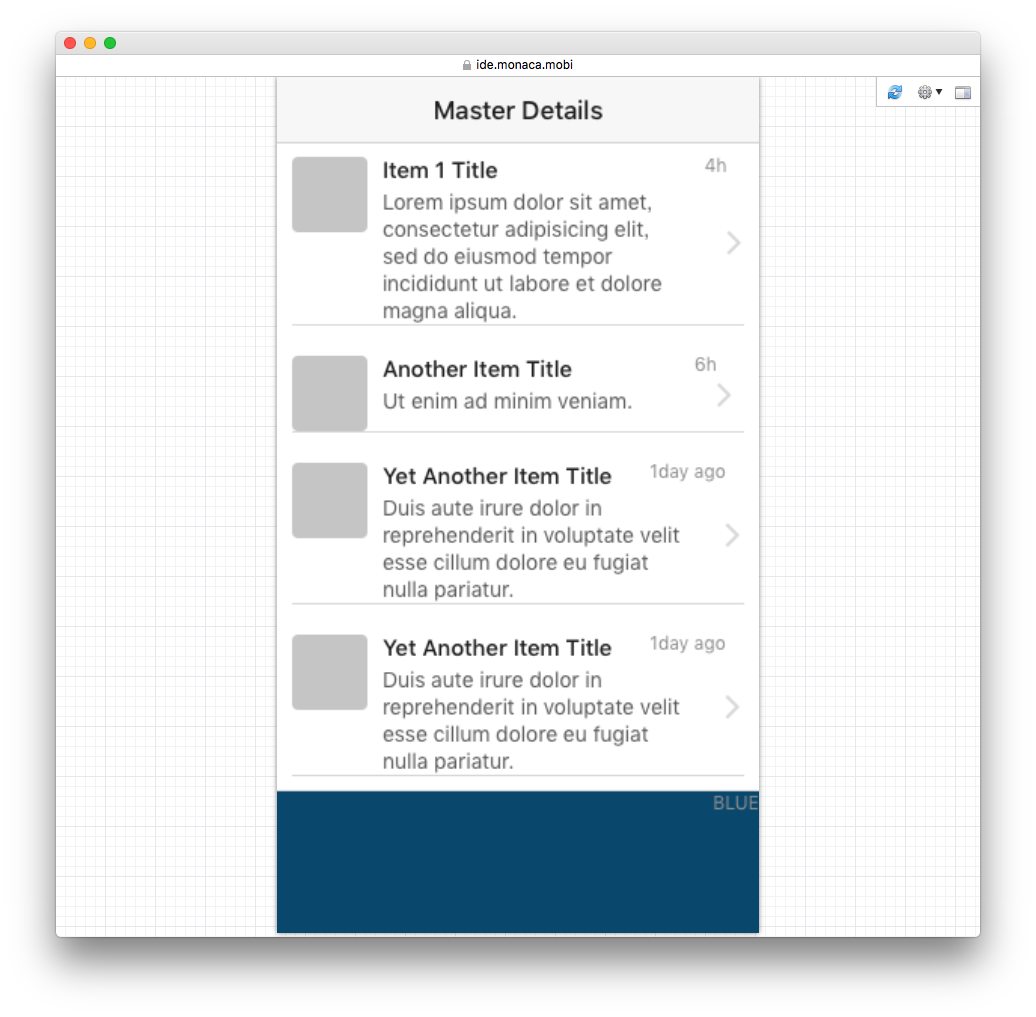 ide.monaca.mobi
Master Details
Item 1 Title
4h
Lorem ipsum dolor sit amet,
consectetur adipisicing elit,
sed do eiusmod tempor
incididunt ut labore et dolore
magna aliqua.
Another Item Title
6h
Ut enim ad minim veniam.
Yet Another Item Title
1day ago
Duis aute irure dolor in
reprehenderit in voluptate velit
esse cillum dolore eu fugiat
nulla pariatur.
Yet Another Item Title
1day ago
Duis aute irure dolor in
reprehenderit in voluptate velit
esse cillum dolore eu fugiat
nulla pariatur.
BLUE